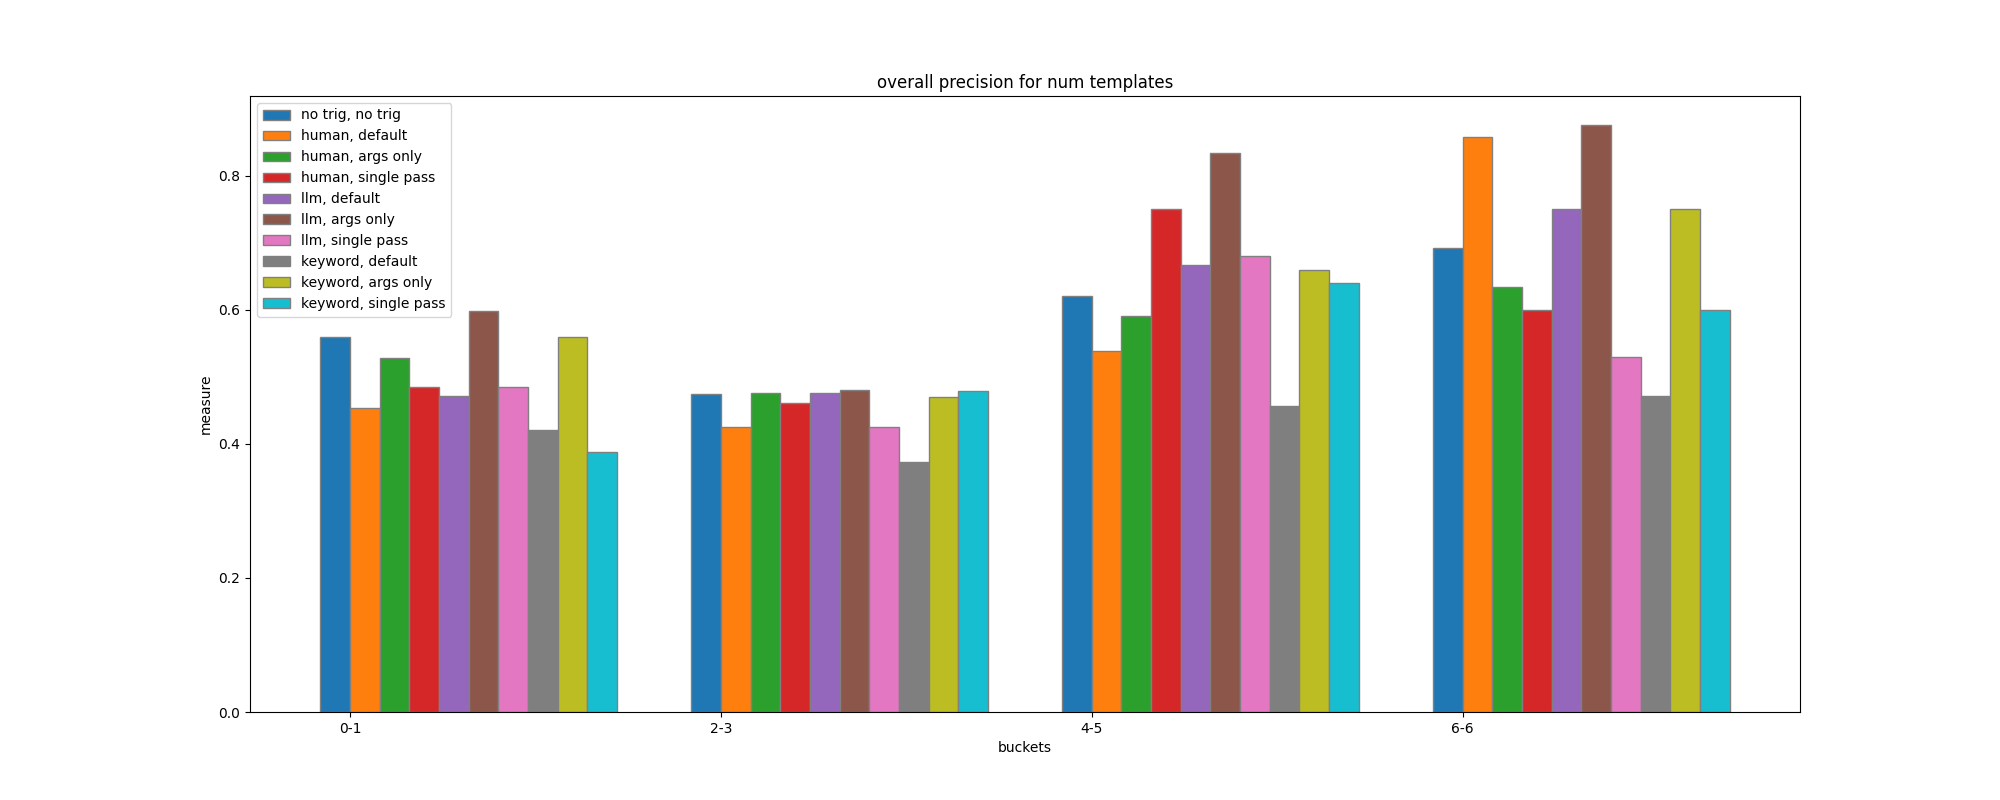 overall precision for num templates
no trig, no trig
human, default
human, args only
human, single pass
llm, default
llm, args only
llm, single pass
keyword, default
keyword, args only
keyword, single pass
measure
0.8
0.6
0.4
0.2
0.0
0-1 2-3 4-5 6-6
buckets